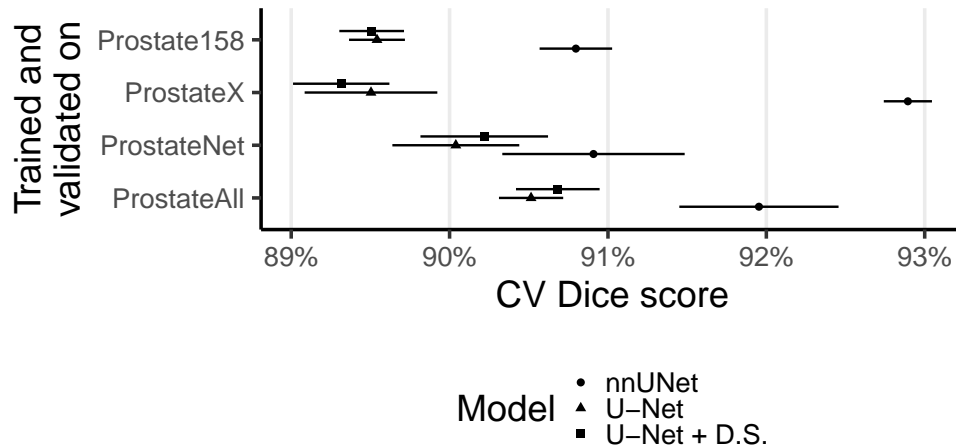 Trained and
validated on
Prostate158
ProstateX
ProstateNet
ProstateAll
89%
90%
91%
92%
93%
CV Dice score
Model
nnUNet
U−Net
U−Net + D.S.